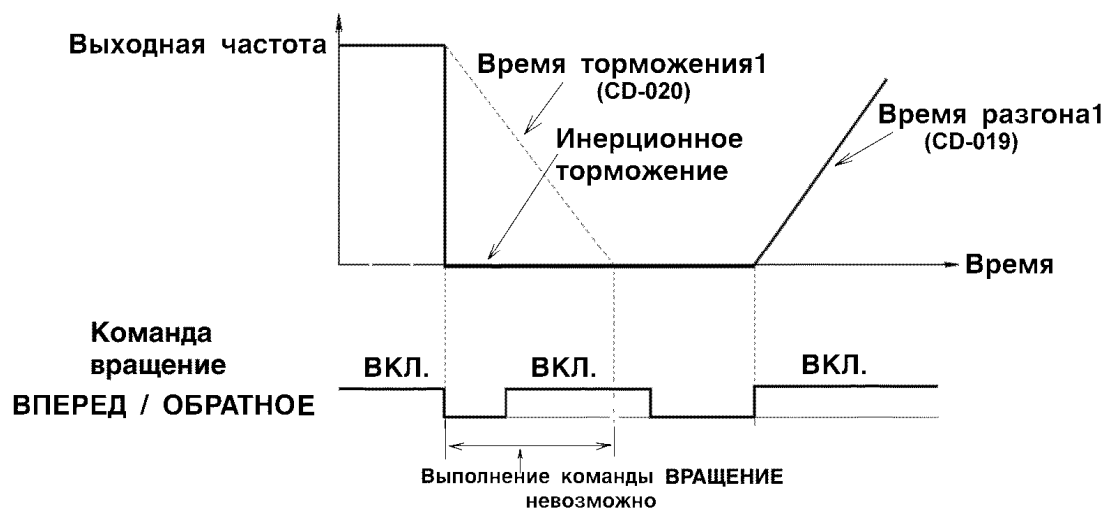 Выходная частота
Время торможения1
(CD-020)
Инерционное
торможение
Время разгона1
(CD-019)
Время
Команда
вращение
ВПЕРЕД / ОБРАТНОЕ
ВКЛ.
ВКЛ.
ВКЛ.
Выполнение команды ВРАЩЕНИЕ
невозможно